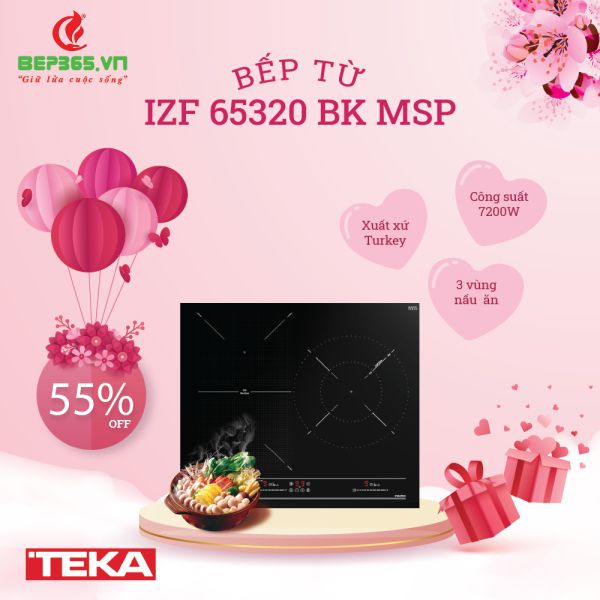 BEP365.VN
"Giữ lửa cuộc sống"
BẾP TỪ
IZF 65320 BK MSP
Công suất
7200W
Xuất xứ
Turkey
3 vùng
nấu ăn
55%
OFF
TEKA